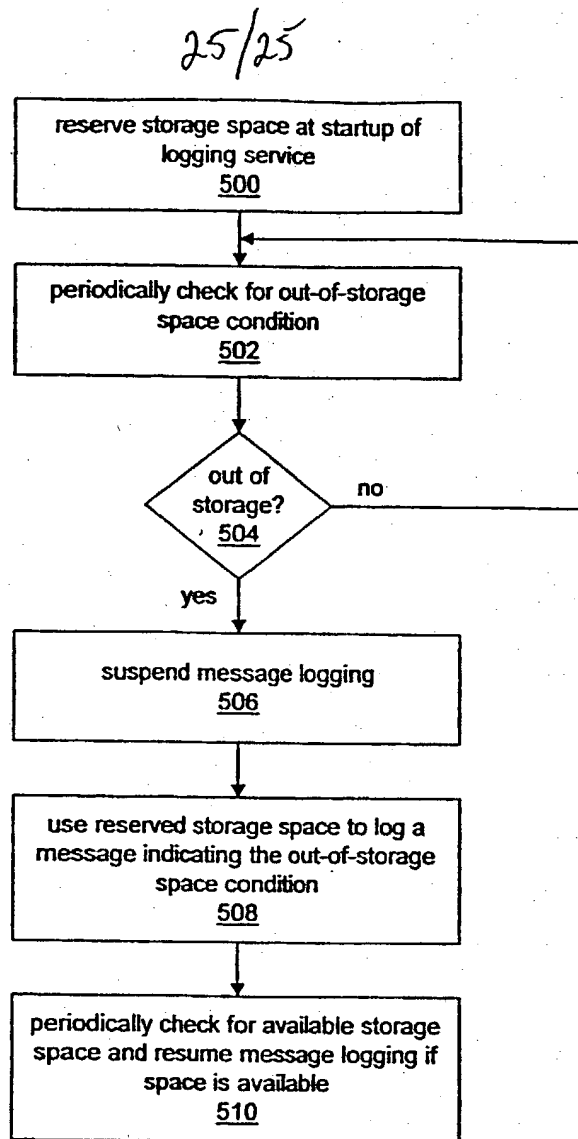 25/25
reserve storage space at startup of
logging service
500
periodically check for out-of-storage
space condition
502
out of
storage?
504
no
yes
suspend message logging
506
use reserved storage space to log a
message indicating the out-of-storage
space condition
508
periodically check for available storage
space and resume message logging if
space is available
510